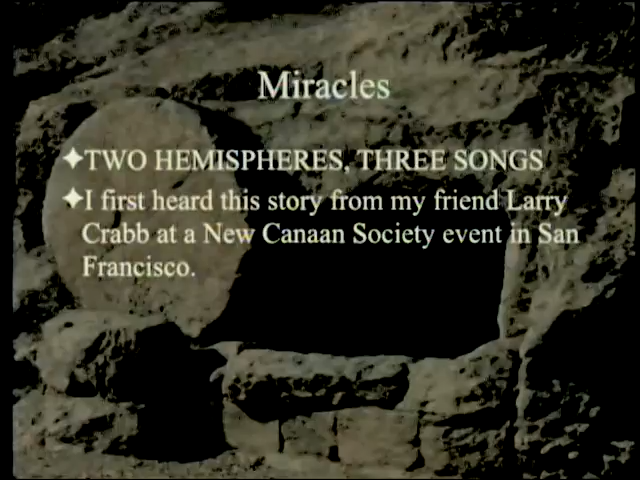 Miracles
✦TWO HEMISPHERES, THREE SONGS
✦I first heard this story from my friend Larry
Crabb at a New Canaan Society event in San
Francisco.